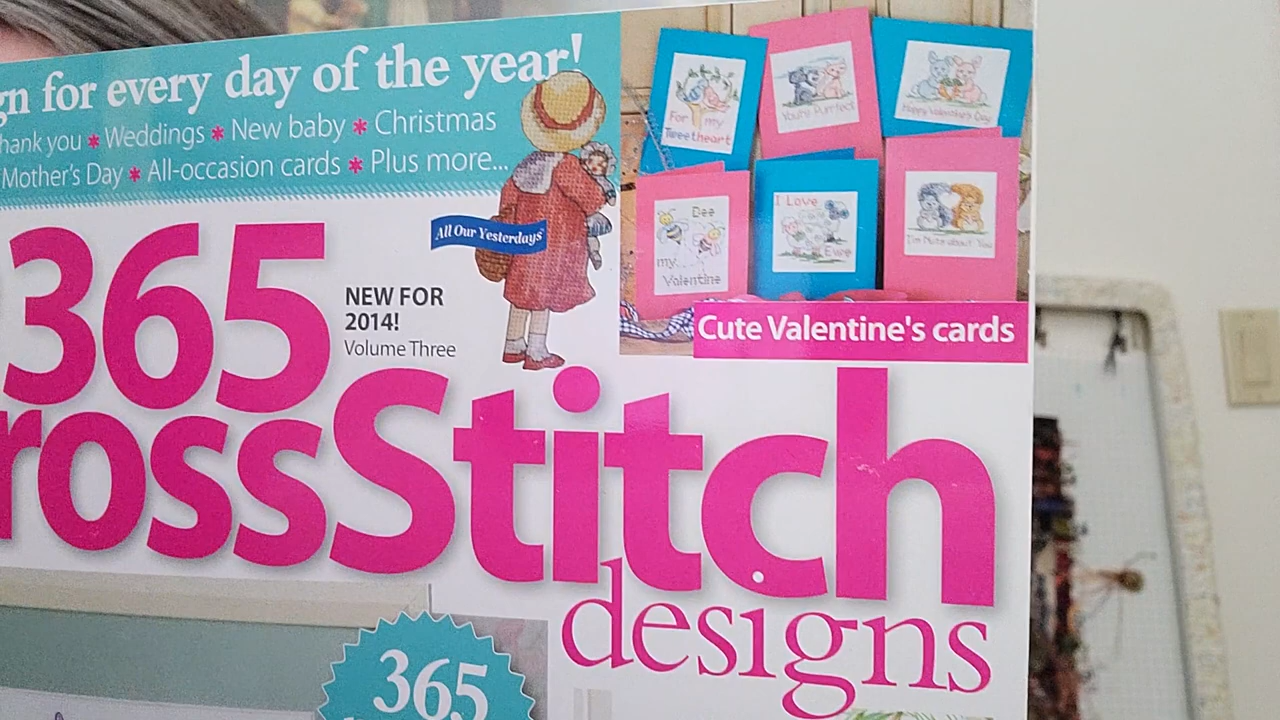 gn for every day of the year!
hank you * Weddings * New baby * Christmas
Mother's Day * All-occasion cards * Plus more...
All Our Yesterdays
365
NEW FOR
2014!
Volume Three
rossStitch
designs
For my
Tweetheart
You're Purrfect
Happy Valentine's Day
Bee
my
Valentine
I Love
Ewe
I'm Nuts about You
Cute Valentine's cards
365